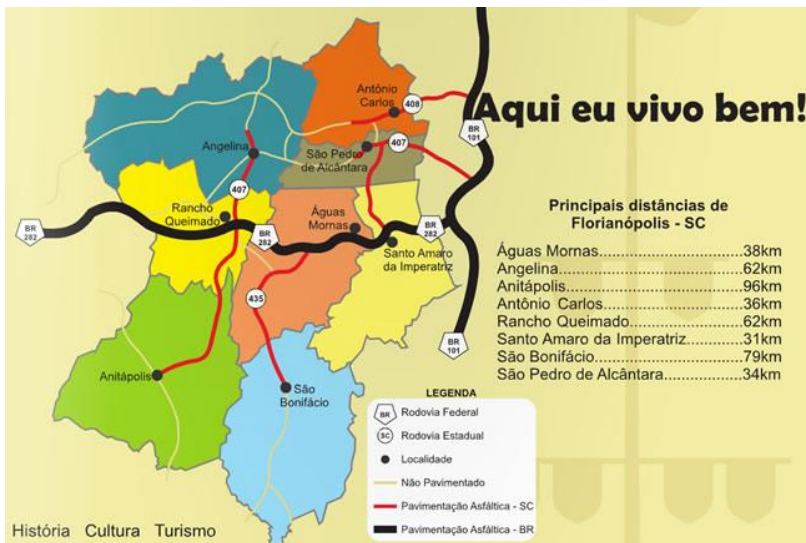 Aqui eu vivo bem!
Antônio
Carlos
408
BR
101
São Pedro
de Alcântara
407
Angelina
407
Rancho
Queimado
Águas
Mornas
BR
282
BR
282
BR
282
Santo Amaro
da Imperatriz
435
BR
101
Anitápolis
São
Bonifácio
Principais distâncias de
Florianópolis - SC
Águas Mornas.......................38km
Angelina................................62km
Anitápolis..............................96km
Antônio Carlos......................36km
Rancho Queimado................62km
Santo Amaro da Imperatriz....31km
São Bonifácio........................79km
São Pedro de Alcântara.........34km
LEGENDA
BR Rodovia Federal
SC Rodovia Estadual
Localidade
Não Pavimentado
Pavimentação Asfáltica - SC
Pavimentação Asfáltica - BR
História Cultura Turismo